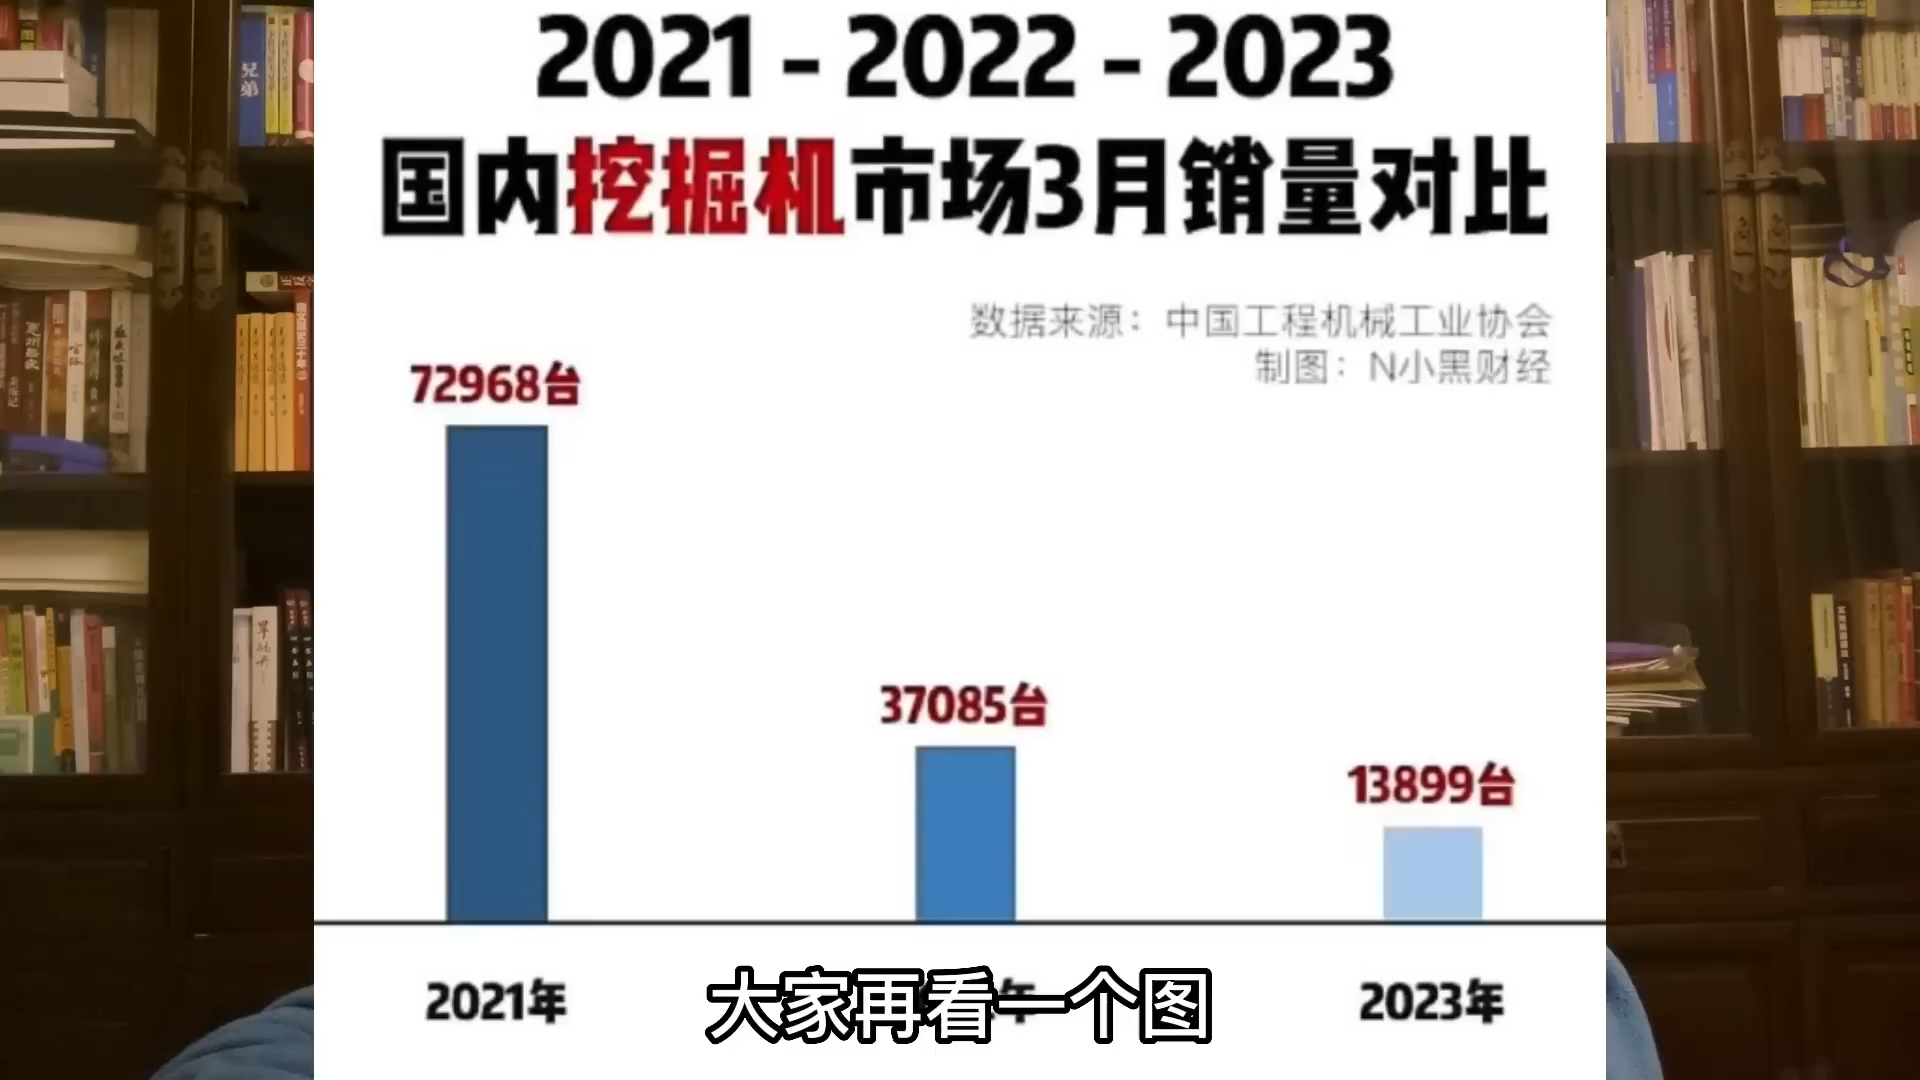 2021 - 2022 - 2023
国内挖掘机市场3月销量对比
数据来源：中国工程机械工业协会
制图：N小黑财经
72968台
37085台
13899台
2021年
年
2023年
大家再看一个图
兄弟